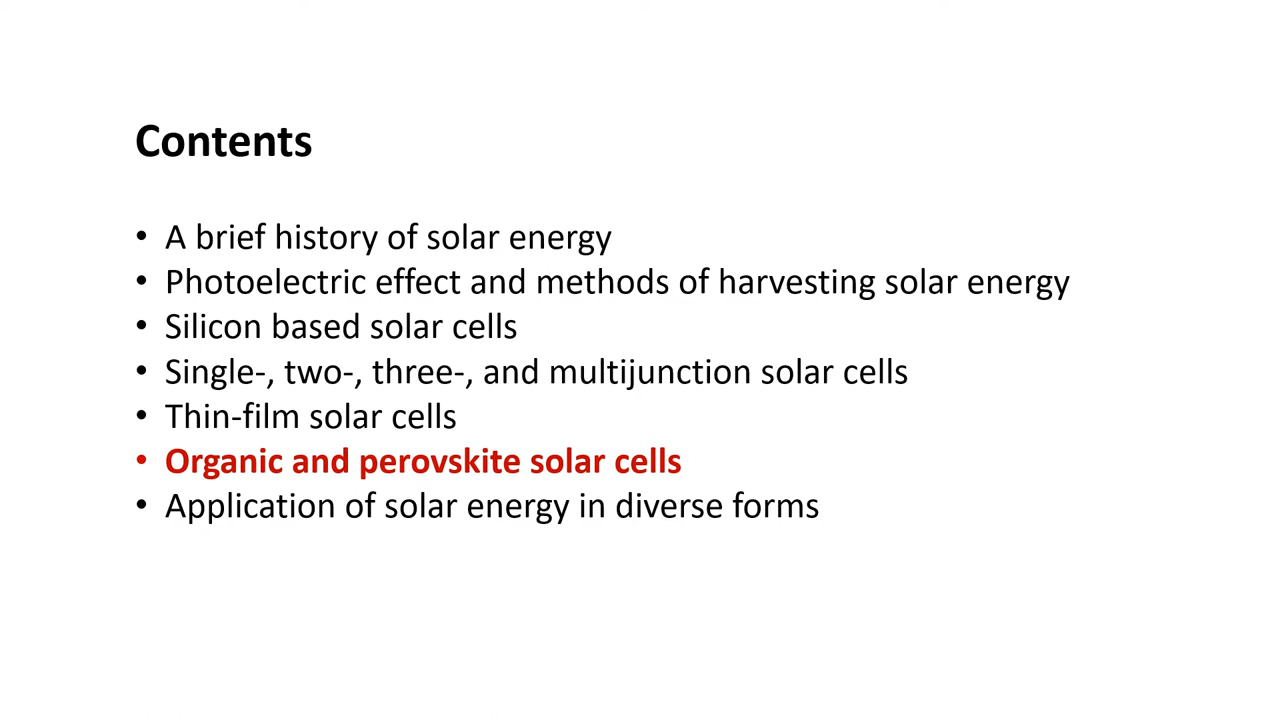 Contents
• A brief history of solar energy
• Photoelectric effect and methods of harvesting solar energy
• Silicon based solar cells
• Single-, two-, three-, and multijunction solar cells
• Thin-film solar cells
• Organic and perovskite solar cells
• Application of solar energy in diverse forms